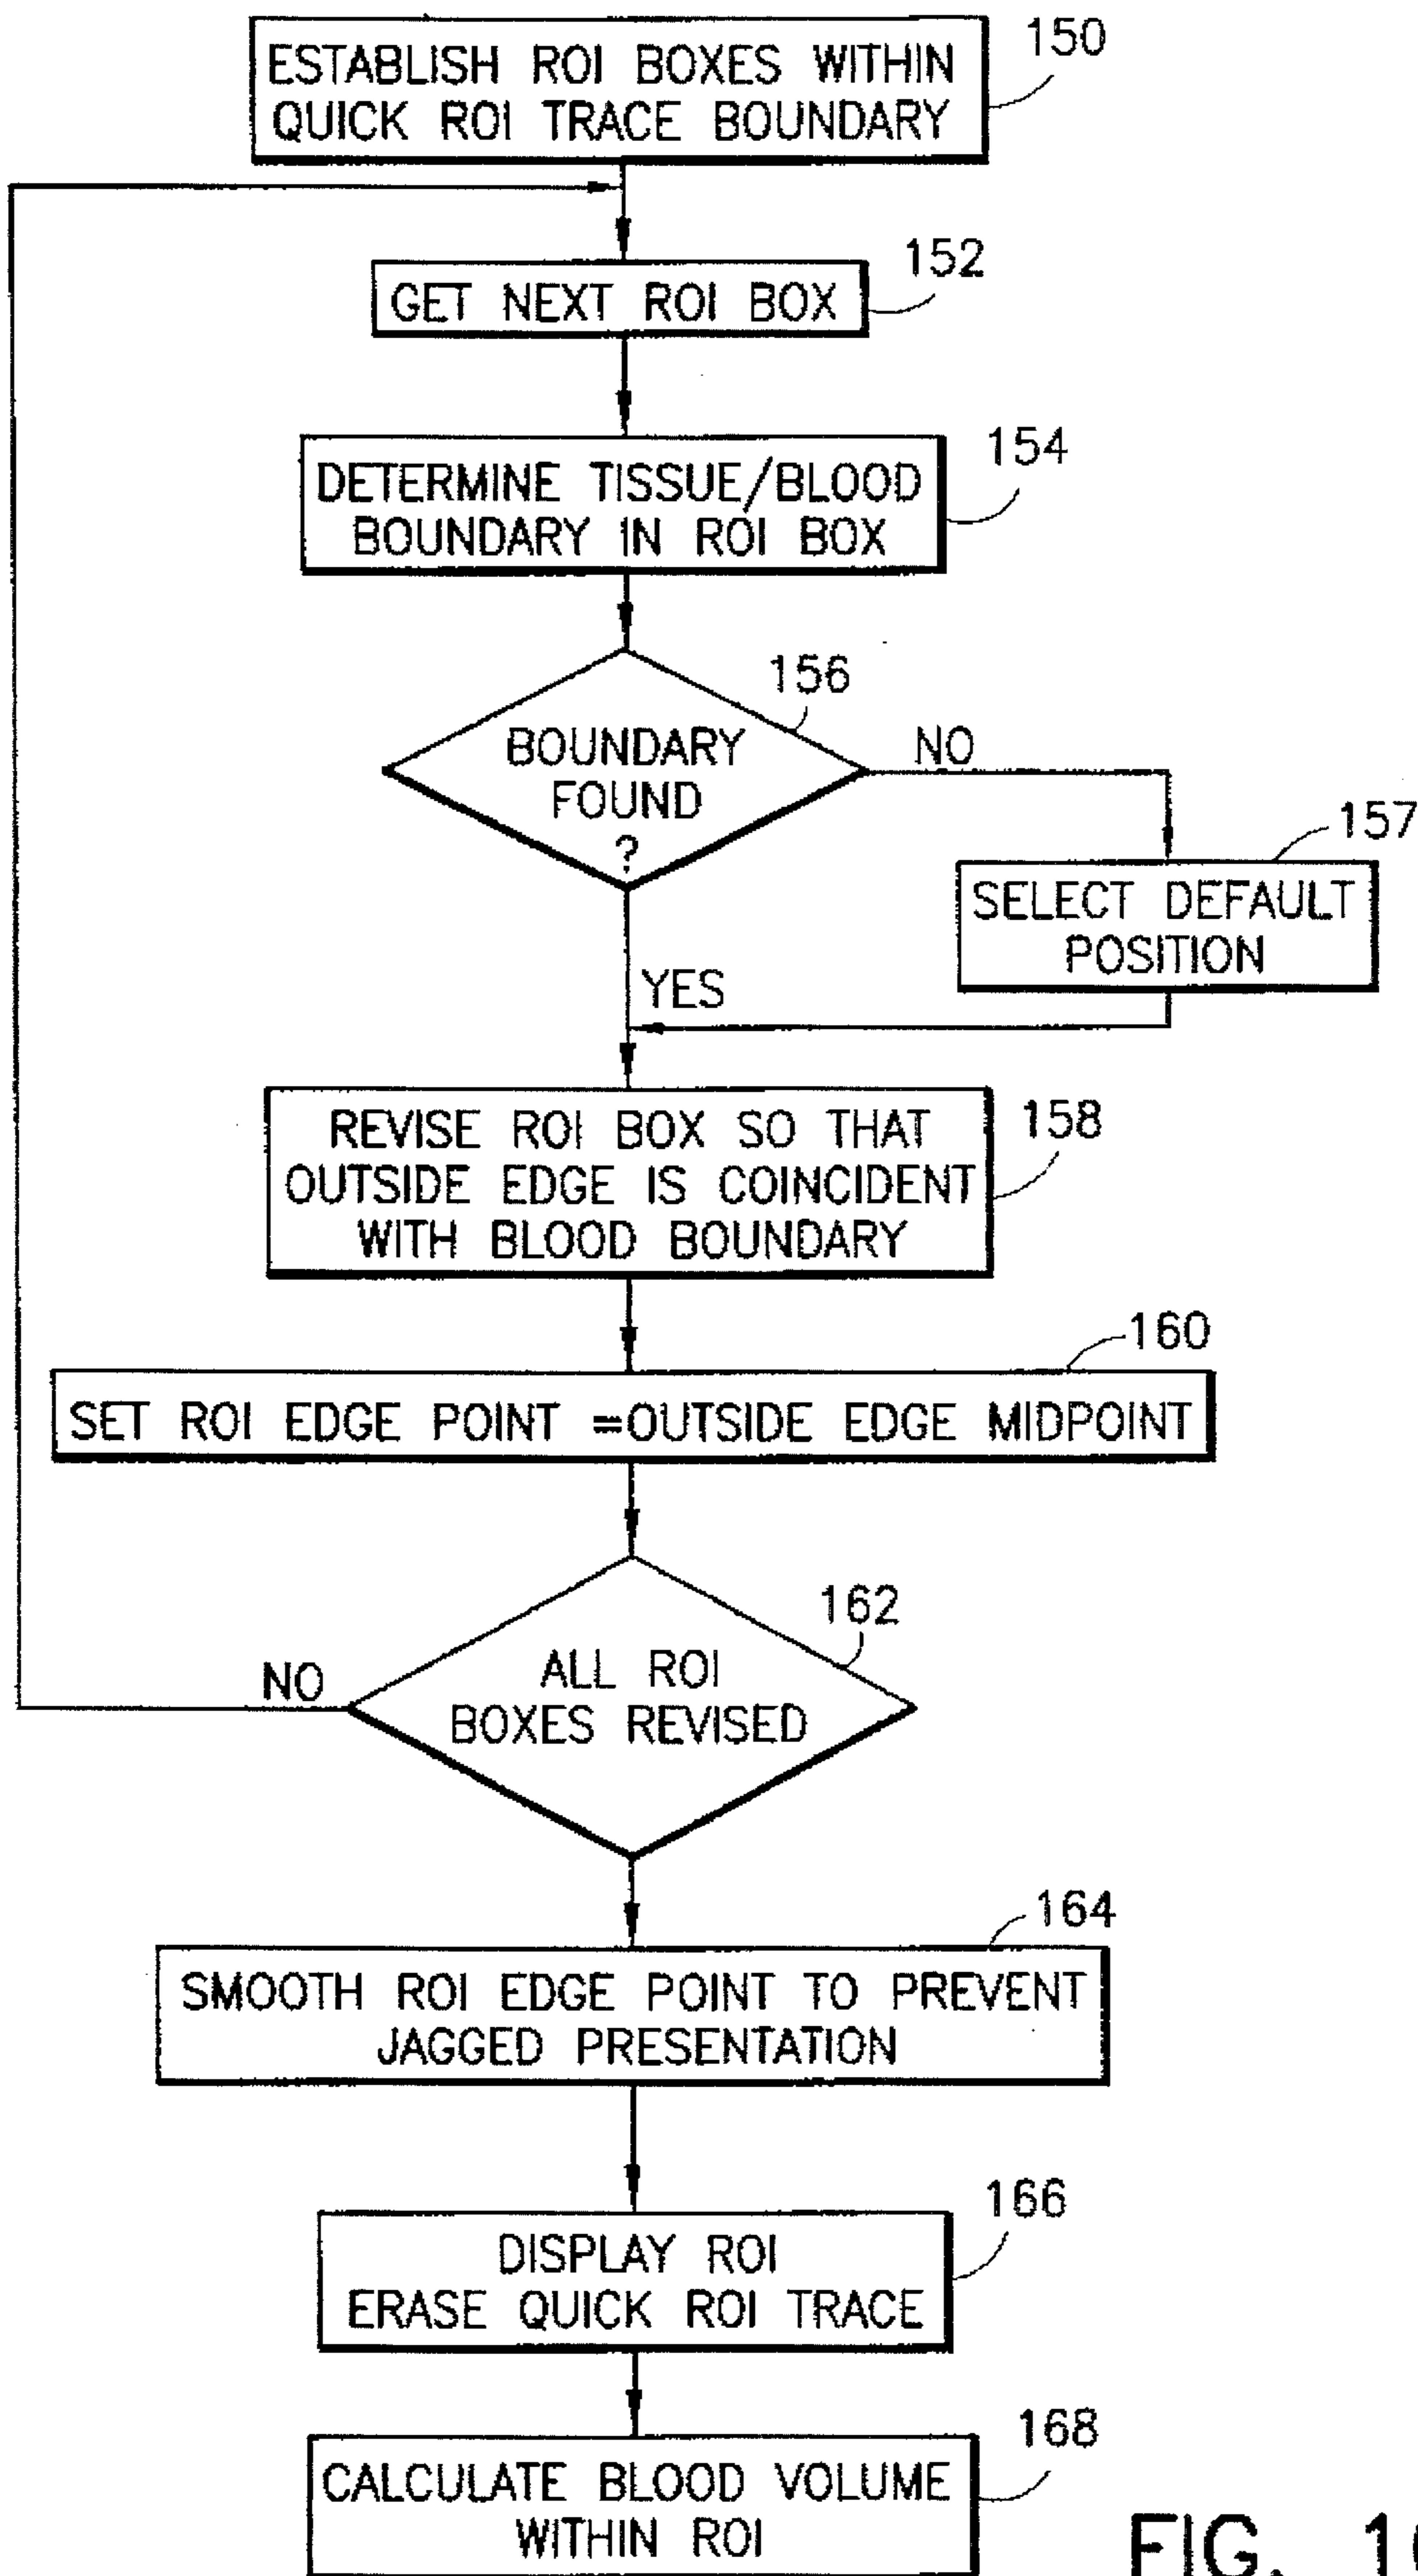 150
ESTABLISH ROI BOXES WITHIN
QUICK ROI TRACE BOUNDARY
152
GET NEXT ROI BOX
154
DETERMINE TISSUE/BLOOD
BOUNDARY IN ROI BOX
156
BOUNDARY
FOUND
?
NO
157
SELECT DEFAULT
POSITION
YES
158
REVISE ROI BOX SO THAT
OUTSIDE EDGE IS COINCIDENT
WITH BLOOD BOUNDARY
160
SET ROI EDGE POINT =OUTSIDE EDGE MIDPOINT
162
ALL ROI
BOXES REVISED
NO
164
SMOOTH ROI EDGE POINT TO PREVENT
JAGGED PRESENTATION
166
DISPLAY ROI
ERASE QUICK ROI TRACE
168
CALCULATE BLOOD VOLUME
WITHIN ROI
FIG.